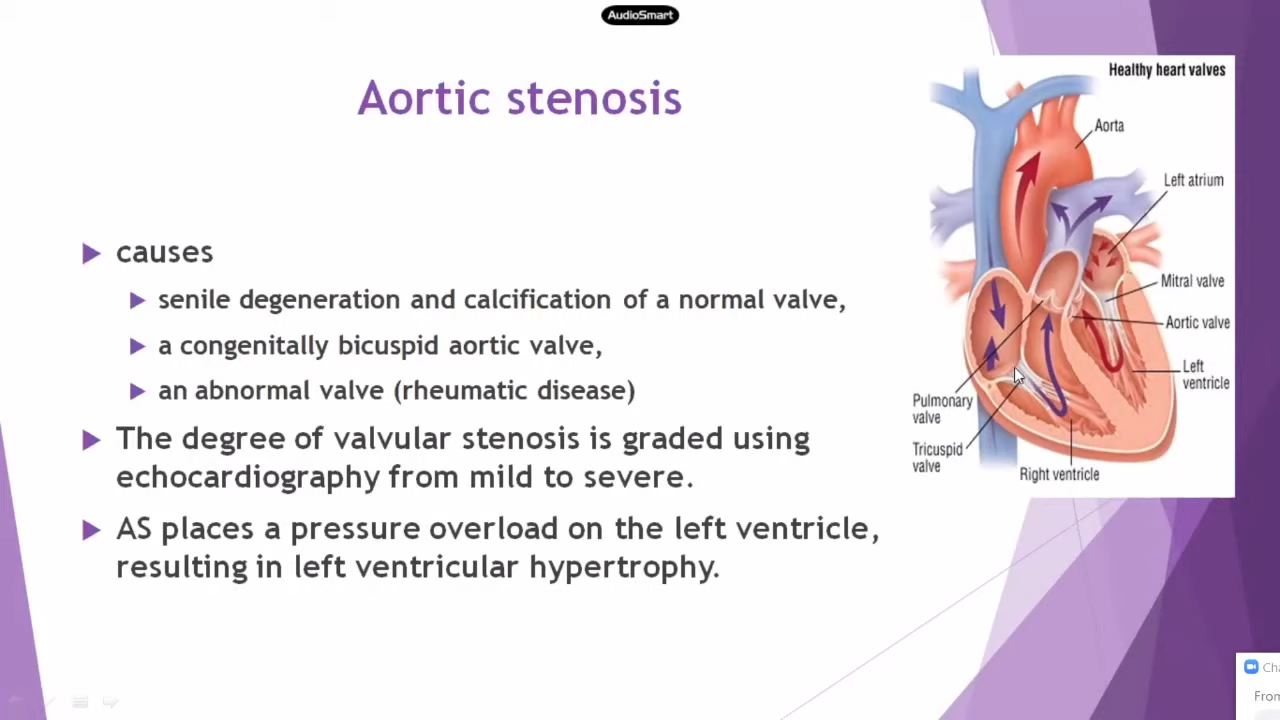 AudioSmart
Aortic stenosis
causes
senile degeneration and calcification of a normal valve,
a congenitally bicuspid aortic valve,
an abnormal valve (rheumatic disease)
The degree of valvular stenosis is graded using
echocardiography from mild to severe.
AS places a pressure overload on the left ventricle,
resulting in left ventricular hypertrophy.
Healthy heart valves
Aorta
Left atrium
Mitral valve
Aortic valve
Left
ventricle
Pulmonary
valve
Tricuspid
valve
Right ventricle
Cha
From